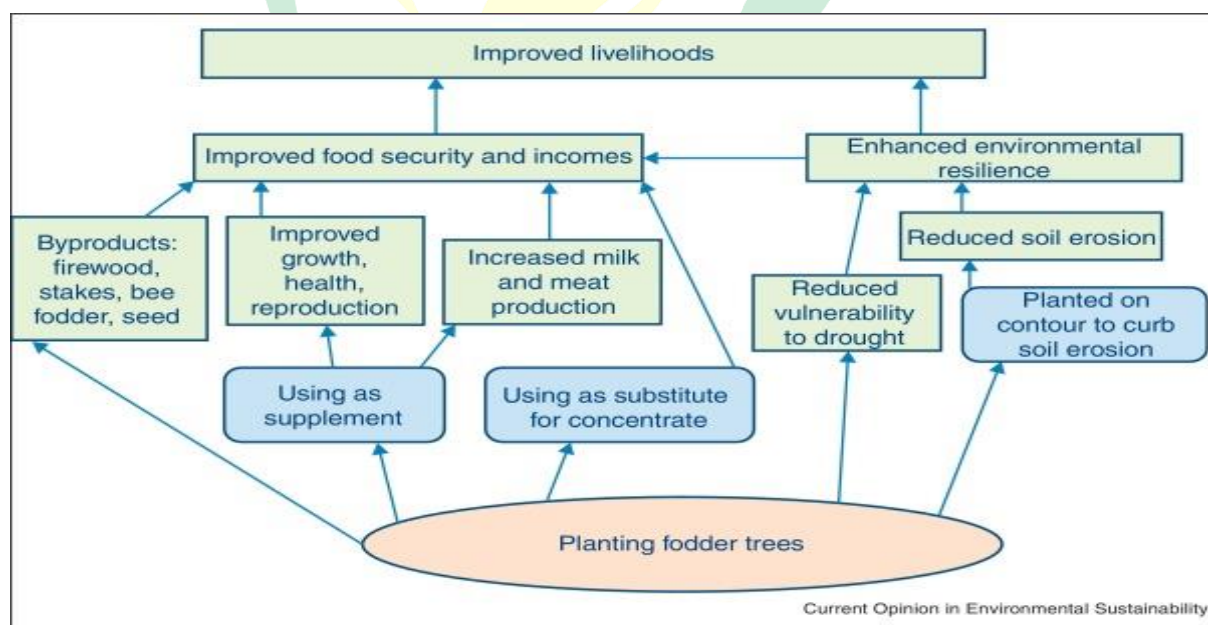 Improved livelihoods
Improved food security and incomes
Enhanced environmental
resilience
Byproducts:
firewood,
stakes, bee
fodder, seed
Improved
growth,
health,
reproduction
Increased milk
and meat
production
Reduced soil erosion
Reduced
vulnerability
to drought
Planted on
contour to curb
soil erosion
Using as
supplement
Using as substitute
for concentrate
Planting fodder trees
Current Opinion in Environmental Sustainability